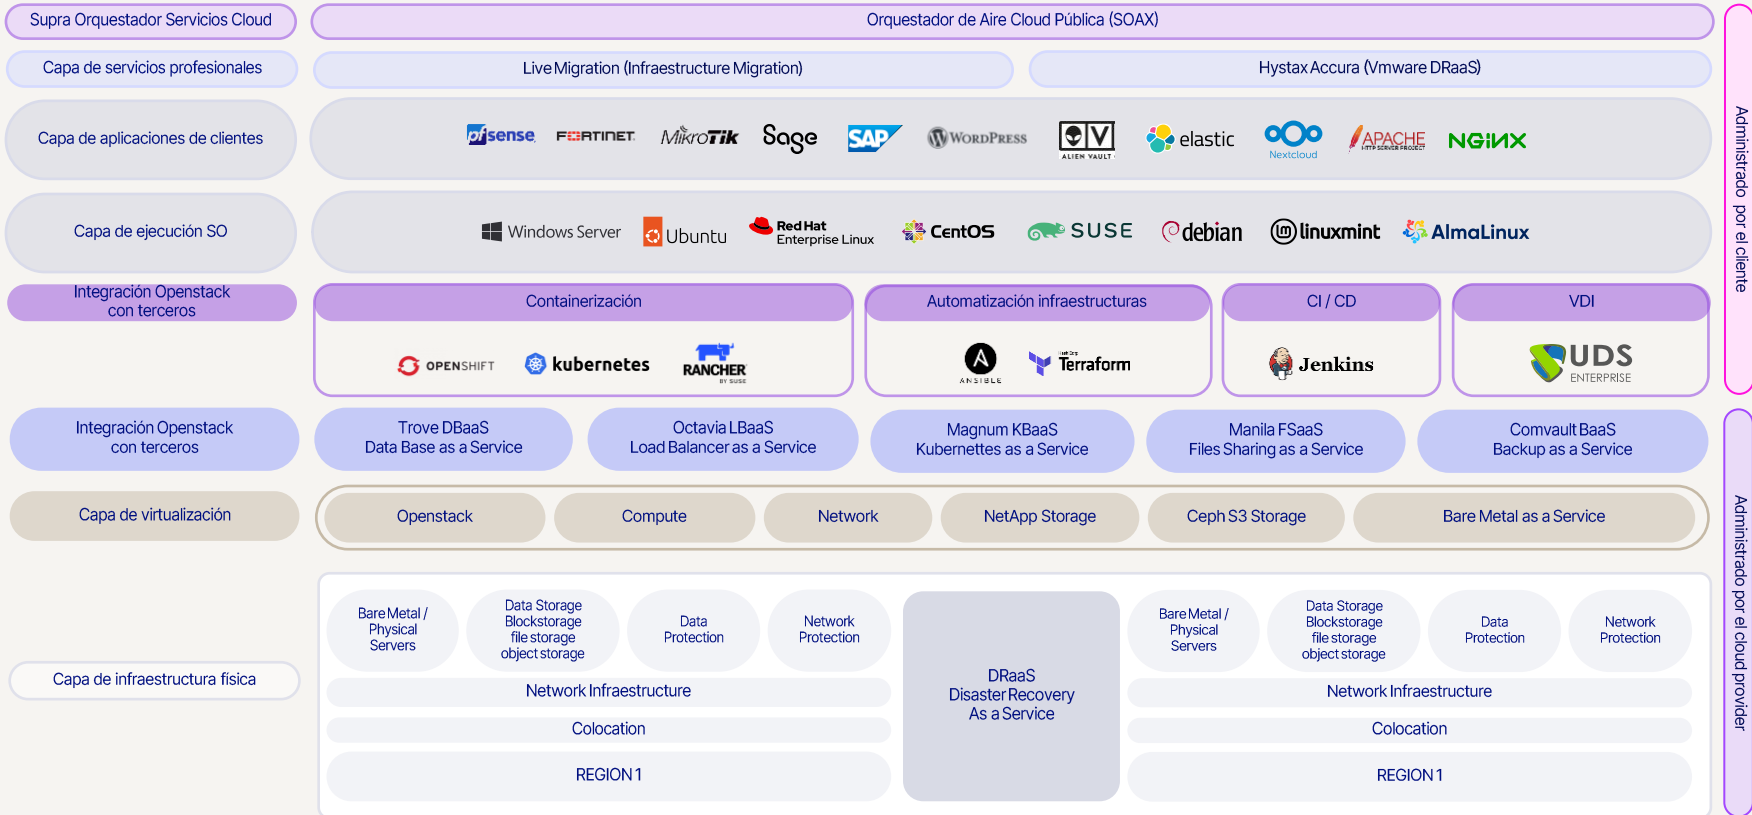 Supra Orquestador Servicios Cloud
Orquestador de Aire Cloud Pública (SOAX)
Capa de servicios profesionales
Live Migration (Infraestructure Migration)
Hystax Accura (Vmware DRaaS)
Capa de aplicaciones de clientes
pfsense
FORTINET
MikroTik
Sage
SAP
WORDPRESS
ALIEN VAULT
elastic
Nextcloud
APACHE
HTTP SERVER PROJECT
NGINX
Capa de ejecución SO
Windows Server
Ubuntu
Red Hat
Enterprise Linux
CentOS
SUSE
debian
linuxmint
AlmaLinux
Integración Openstack
con terceros
Containerización
OPENSHIFT
kubernetes
RANCHER
BY SUSE
Automatización infraestructuras
ANSIBLE
HashiCorp
Terraform
CI / CD
Jenkins
VDI
UDS
ENTERPRISE
Integración Openstack
con terceros
Trove DBaaS
Data Base as a Service
Octavia LBaaS
Load Balancer as a Service
Magnum KBaaS
Kubernettes as a Service
Manila FSaaS
Files Sharing as a Service
Comvault BaaS
Backup as a Service
Capa de virtualización
Openstack
Compute
Network
NetApp Storage
Ceph S3 Storage
Bare Metal as a Service
Capa de infraestructura física
Bare Metal /
Physical
Servers
Data Storage
Blockstorage
file storage
object storage
Data
Protection
Network
Protection
Network Infraestructure
Colocation
REGION 1
DRaaS
Disaster Recovery
As a Service
Bare Metal /
Physical
Servers
Data Storage
Blockstorage
file storage
object storage
Data
Protection
Network
Protection
Network Infraestructure
Colocation
REGION 1
Administrado por el cliente
Administrado por el cloud provider